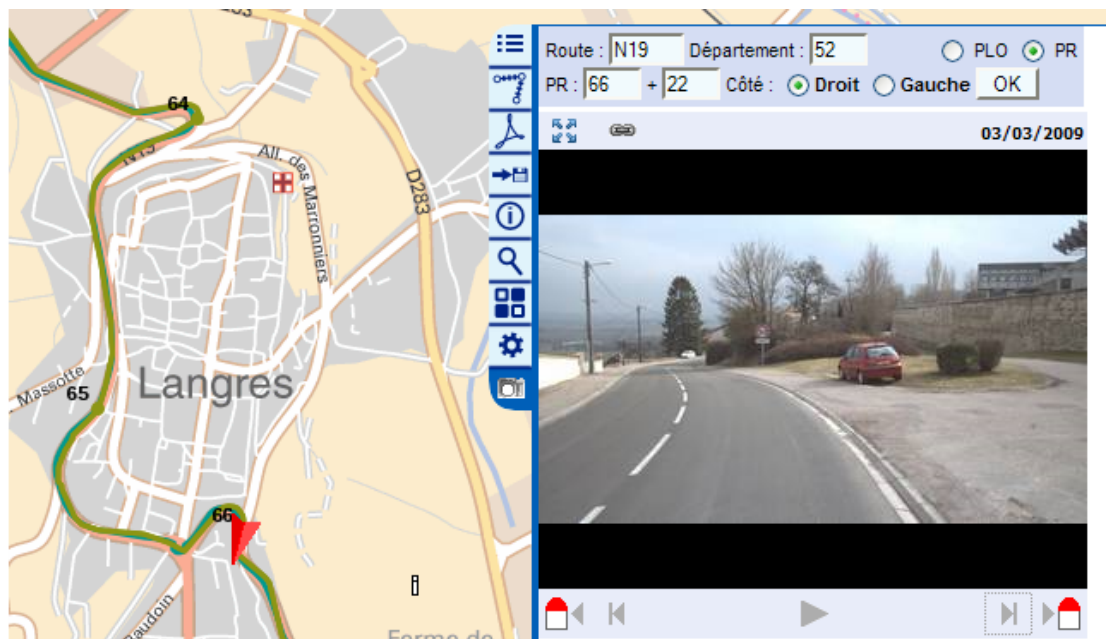 Route : N19 Département : 52 PLO PR
PR : 66 + 22 Côté : Droit Gauche OK
03/03/2009
64
N19
All. des Marronniers
D283
Massotte
65
Langres
66
Baudoin
Ferme de